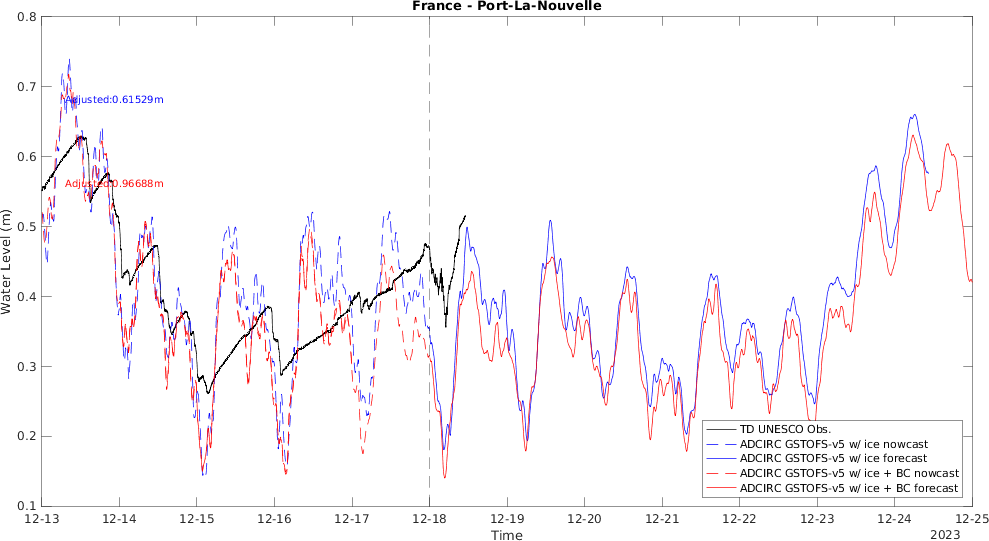 France - Port-La-Nouvelle
Water Level (m)
0.8
0.7
0.6
0.5
0.4
0.3
0.2
0.1
Adjusted:0.61529m
Adjusted:0.96688m
TD UNESCO Obs.
ADCIRC GSTOFS-v5 w/ ice nowcast
ADCIRC GSTOFS-v5 w/ ice forecast
ADCIRC GSTOFS-v5 w/ ice + BC nowcast
ADCIRC GSTOFS-v5 w/ ice + BC forecast
12-13 12-14 12-15 12-16 12-17 12-18 12-19 12-20 12-21 12-22 12-23 12-24 12-25
Time
2023